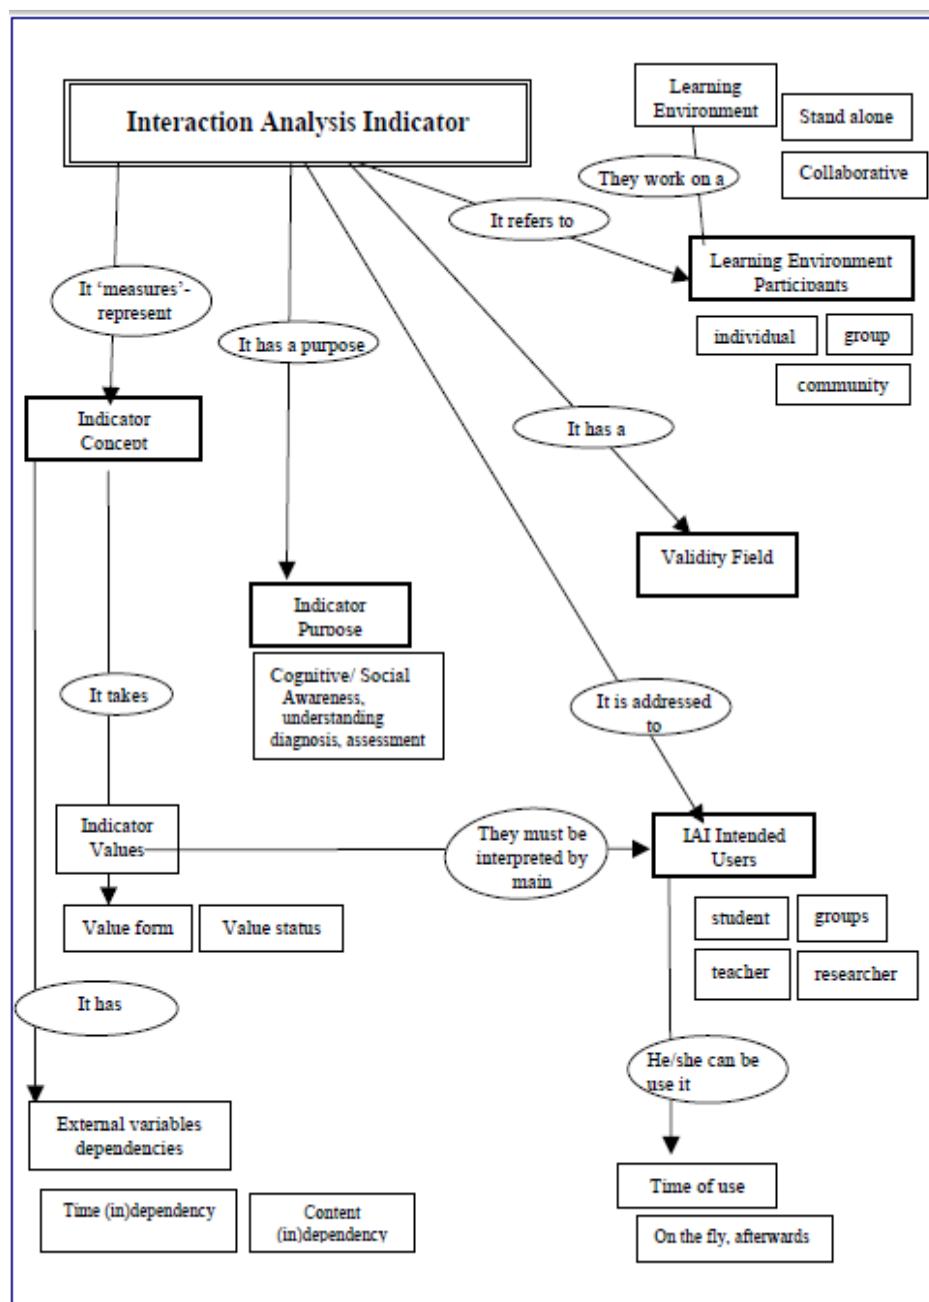 Interaction Analysis Indicator
Learning
Environment
Stand alone
Collaborative
They work on a
It refers to
Learning Environment
Participants
individual
group
community
It ‘measures’-
represent
It has a purpose
It has a
Indicator
Concept
Validity Field
Indicator
Purpose
Cognitive/ Social
Awareness,
understanding
diagnosis, assessment
It takes
It is addressed
to
Indicator
Values
They must be
interpreted by
main
IAI Intended
Users
Value form
Value status
student
groups
teacher
researcher
It has
He/she can be
use it
External variables
dependencies
Time (in)dependency
Content
(in)dependency
Time of use
On the fly, afterwards